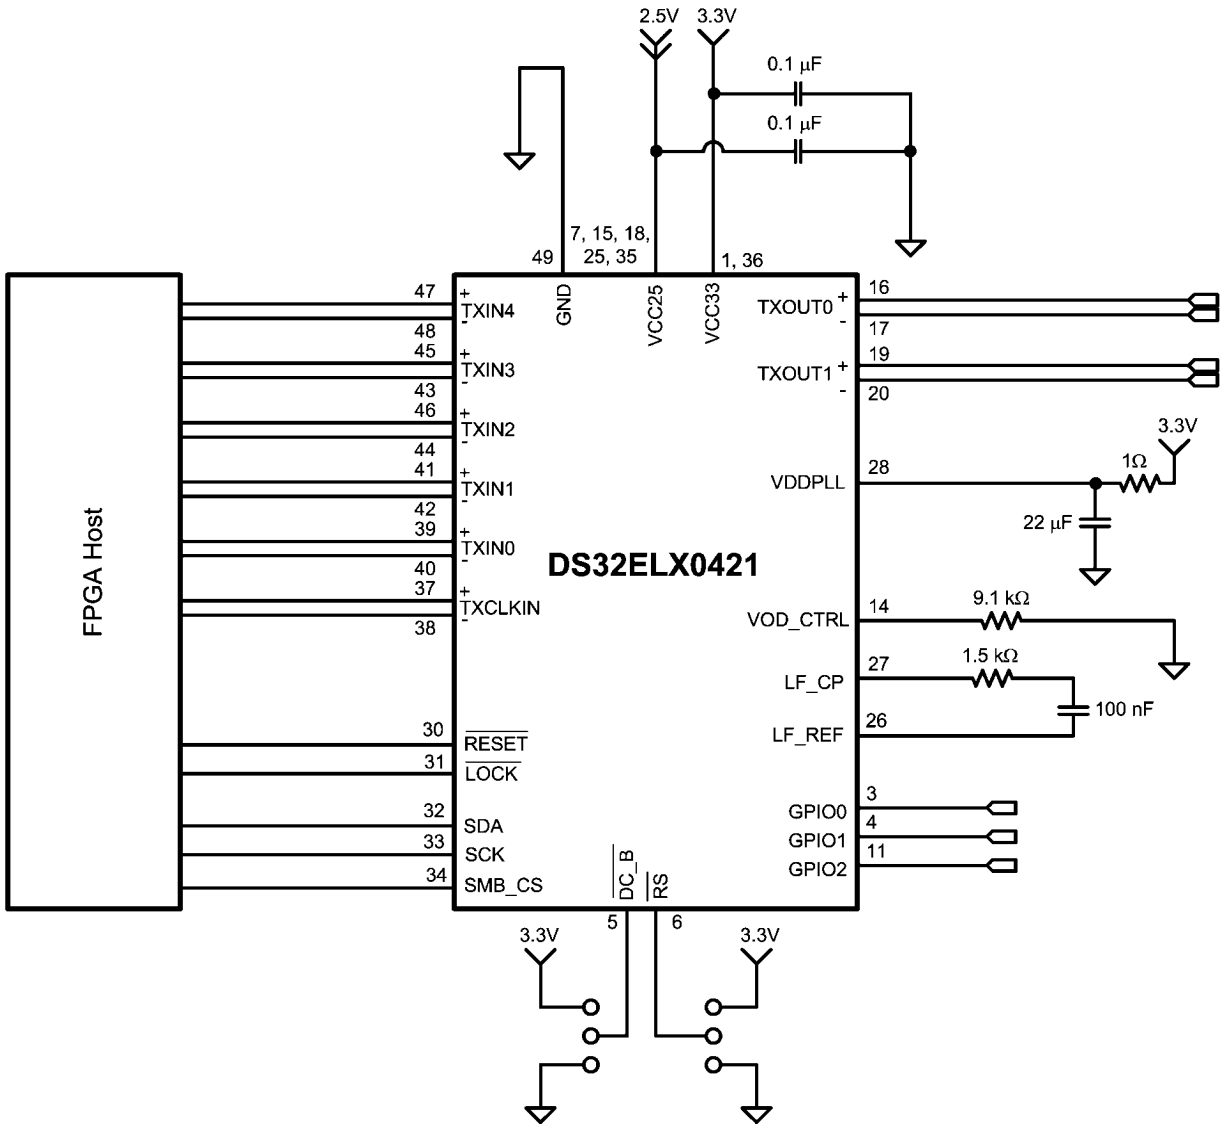 2.5V 3.3V
0.1 µF
0.1 µF
7, 15, 18,
49 25, 35 1, 36
GND VCC25 VCC33
FPGA Host
47 + TXIN4
- 48
45 + TXIN3
- 43
46 + TXIN2
- 44
41 + TXIN1
- 42
39 + TXIN0
- 40
37 + TXCLKIN
- 38
30 RESET
31 LOCK
32 SDA
33 SCK
34 SMB_CS
DS32ELX0421
TXOUT0 + 16
- 17
TXOUT1 + 19
- 20
3.3V
1Ω
VDDPLL 28
22 µF
VOD_CTRL 14 9.1 kΩ
LF_CP 27 1.5 kΩ
100 nF
LF_REF 26
GPIO0 3
GPIO1 4
GPIO2 11
DC_B RS
5 6
3.3V 3.3V